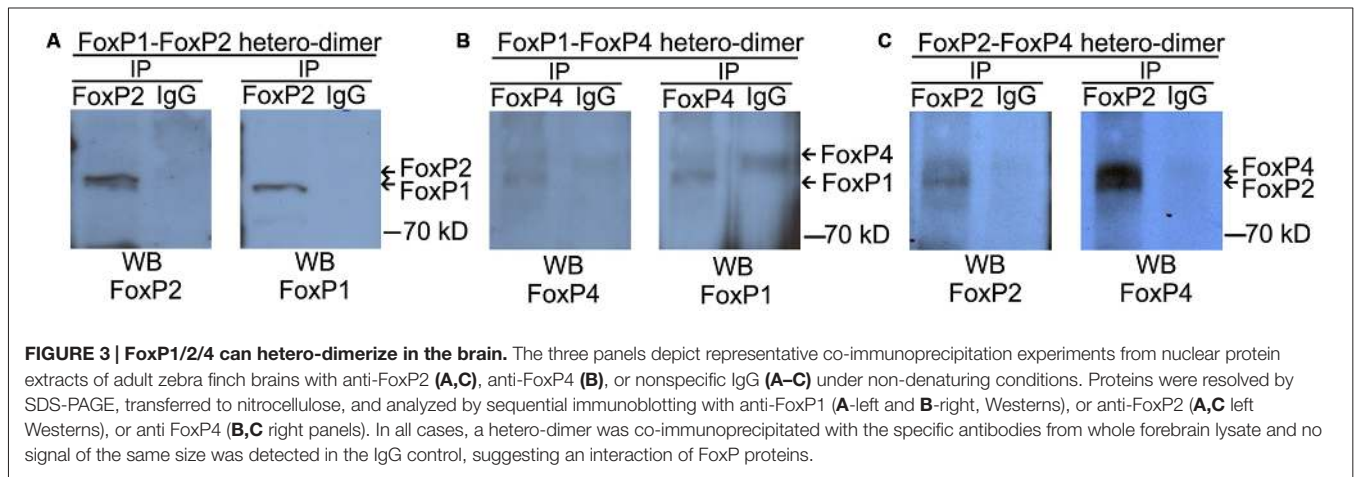 A FoxP1-FoxP2 hetero-dimer
IP
FoxP2 IgG
IP
FoxP2 IgG
←FoxP2
←FoxP1
—70 kD
WB
FoxP2
WB
FoxP1
B FoxP1-FoxP4 hetero-dimer
IP
FoxP4 IgG
IP
FoxP4 IgG
←FoxP4
←FoxP1
—70 kD
WB
FoxP4
WB
FoxP1
C FoxP2-FoxP4 hetero-dimer
IP
FoxP2 IgG
IP
FoxP2 IgG
←FoxP4
←FoxP2
—70 kD
WB
FoxP2
WB
FoxP4
FIGURE 3 | FoxP1/2/4 can hetero-dimerize in the brain. The three panels depict representative co-immunoprecipitation experiments from nuclear protein
extracts of adult zebra finch brains with anti-FoxP2 (A,C), anti-FoxP4 (B), or nonspecific IgG (A–C) under non-denaturing conditions. Proteins were resolved by
SDS-PAGE, transferred to nitrocellulose, and analyzed by sequential immunoblotting with anti-FoxP1 (A-left and B-right, Westerns), or anti-FoxP2 (A,C left
Westerns), or anti FoxP4 (B,C right panels). In all cases, a hetero-dimer was co-immunoprecipitated with the specific antibodies from whole forebrain lysate and no
signal of the same size was detected in the IgG control, suggesting an interaction of FoxP proteins.